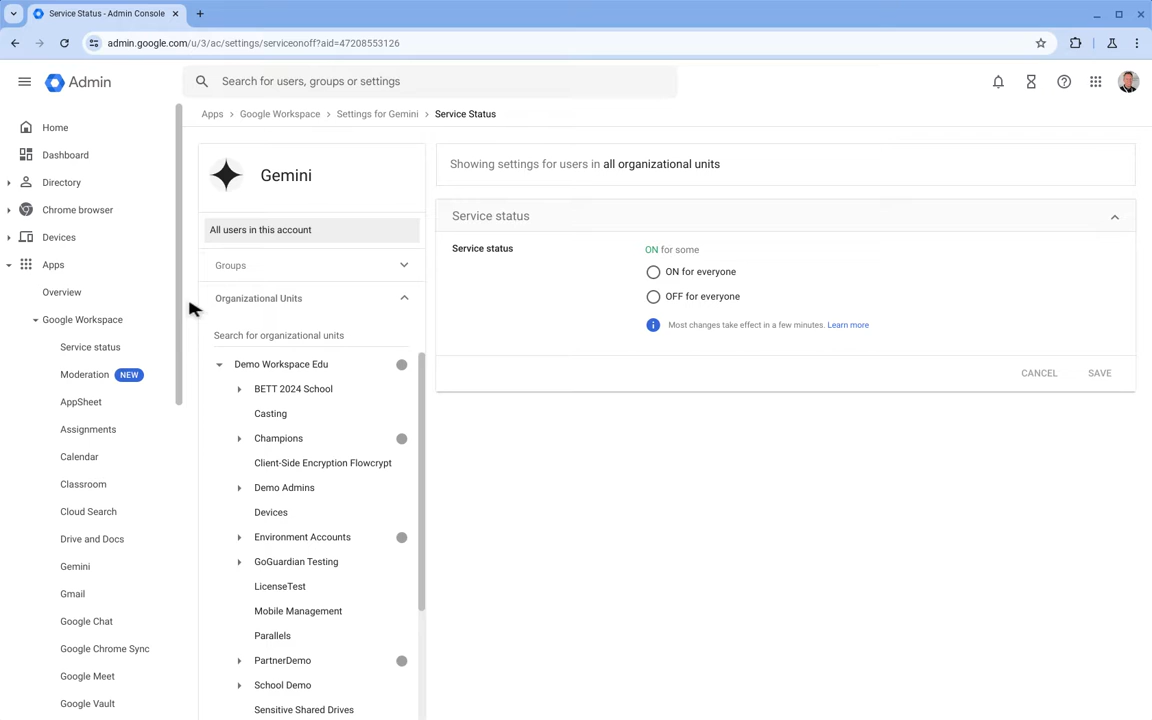 Service Status - Admin Console
admin.google.com/u/3/ac/settings/serviceonoff?aid=47208553126
Admin
Search for users, groups or settings
Apps > Google Workspace > Settings for Gemini > Service Status
Home
Dashboard
Directory
Chrome browser
Devices
Apps
Overview
Google Workspace
Service status
Moderation NEW
AppSheet
Assignments
Calendar
Classroom
Cloud Search
Drive and Docs
Gemini
Gmail
Google Chat
Google Chrome Sync
Google Meet
Google Vault
Gemini
All users in this account
Groups
Organizational Units
Search for organizational units
Demo Workspace Edu
BETT 2024 School
Casting
Champions
Client-Side Encryption Flowcrypt
Demo Admins
Devices
Environment Accounts
GoGuardian Testing
LicenseTest
Mobile Management
Parallels
PartnerDemo
School Demo
Sensitive Shared Drives
Showing settings for users in all organizational units
Service status
Service status
ON for some
ON for everyone
OFF for everyone
Most changes take effect in a few minutes. Learn more
CANCEL
SAVE